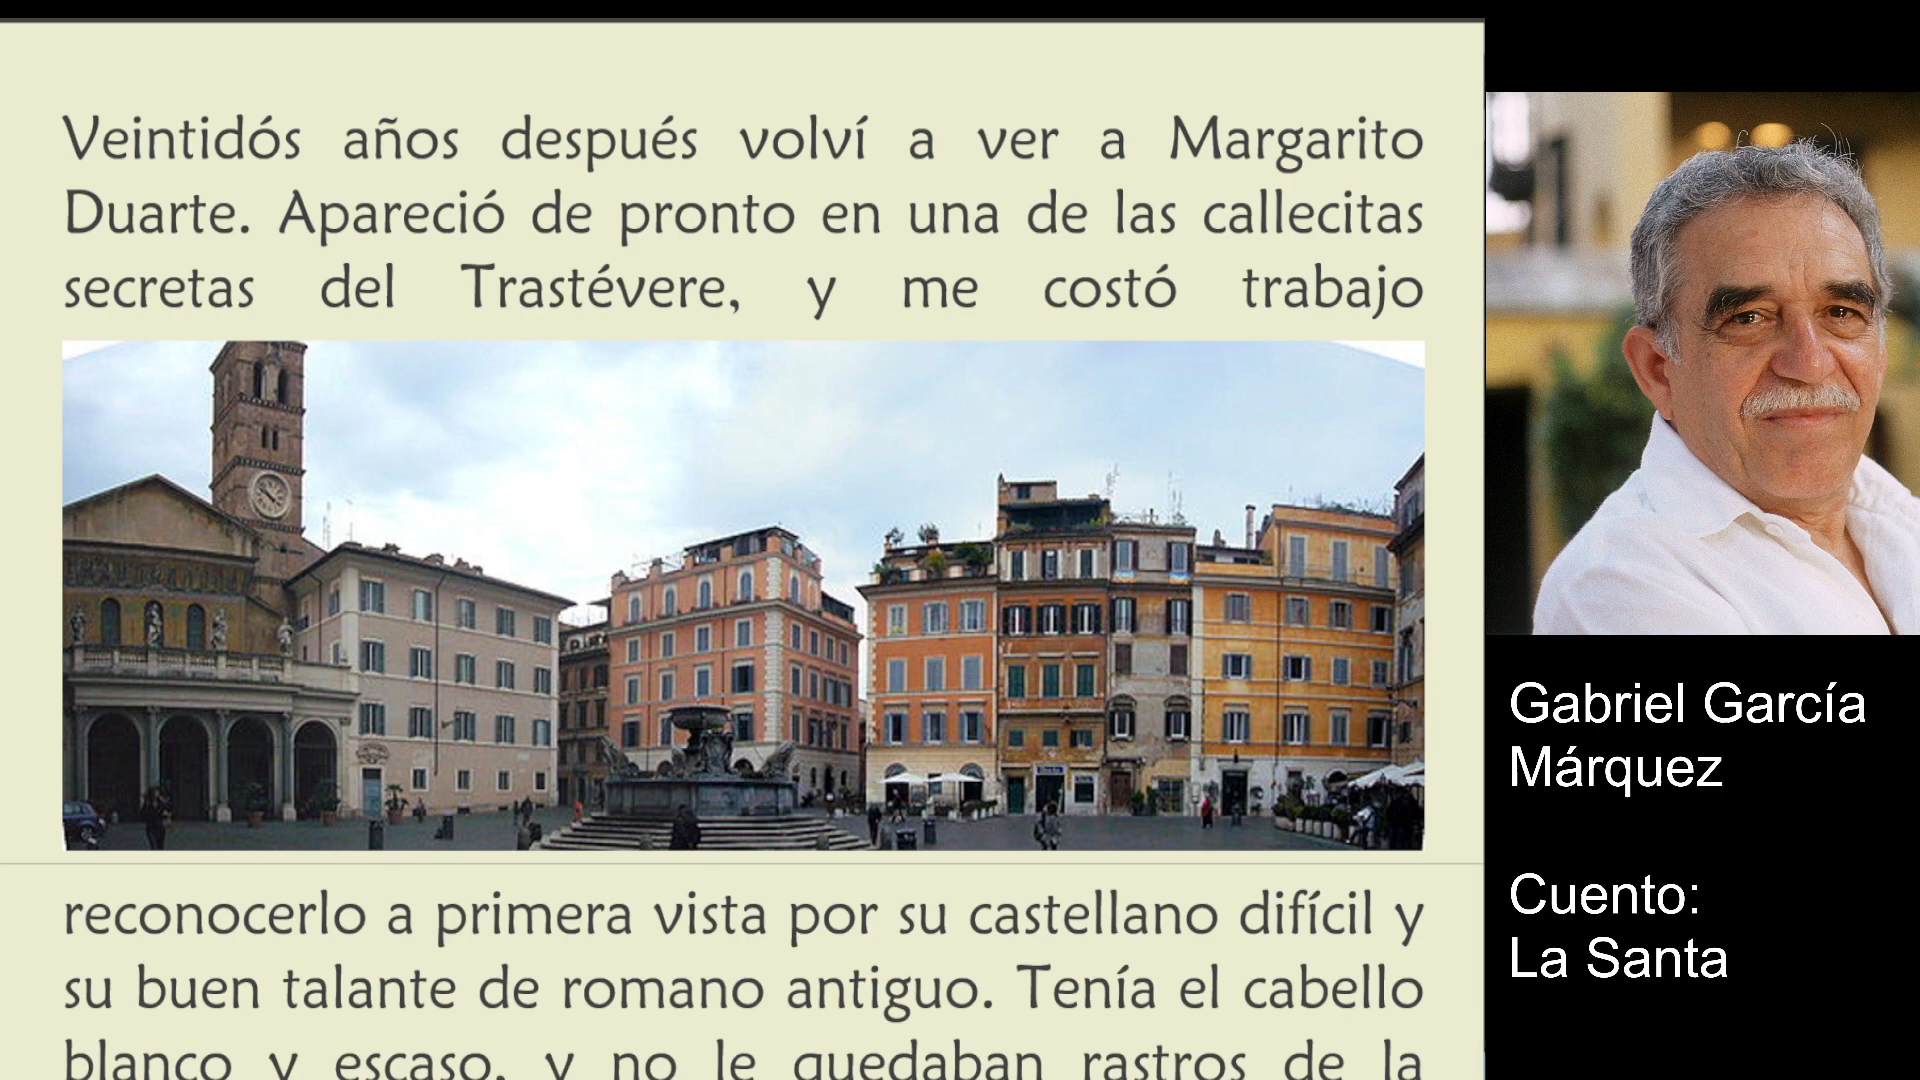 Veintidós años después volví a ver a Margarito
Duarte. Apareció de pronto en una de las callecitas
secretas del Trastévere, y me costó trabajo
reconocerlo a primera vista por su castellano difícil y
su buen talante de romano antiguo. Tenía el cabello
blanco y escaso, y no le quedaban rastros de la
Gabriel García
Márquez
Cuento:
La Santa